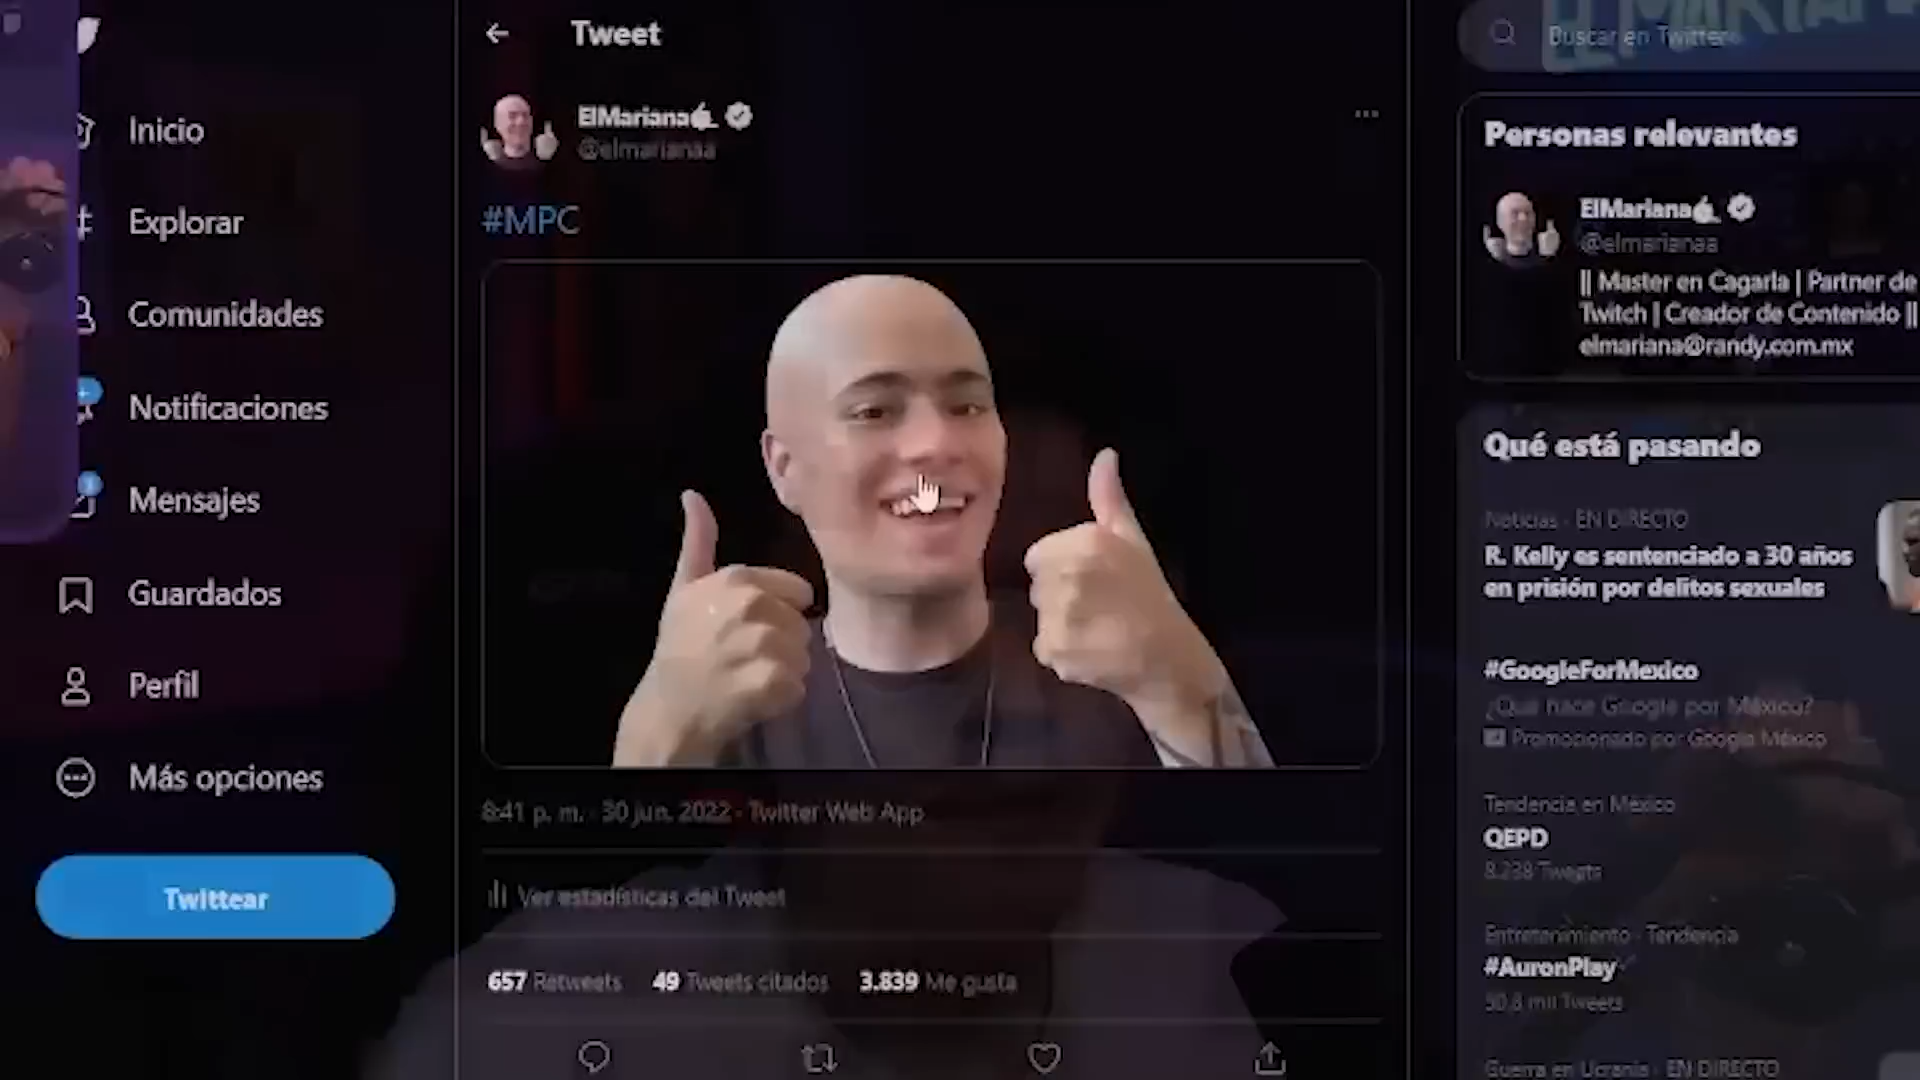 Tweet
ElMariana
@elmarianaa
#MPC
8:41 p. m. · 30 jun. 2022 · Twitter Web App
Ver estadísticas del Tweet
657 Retweets 49 Tweets citados 3.839 Me gusta
Inicio
Explorar
Comunidades
Notificaciones
Mensajes
Guardados
Perfil
Más opciones
Twittear
EL MARIANA
Buscar en Twitter
Personas relevantes
ElMariana
@elmarianaa
|| Master en Cagarla | Partner de
Twitch | Creador de Contenido ||
elmariana@randy.com.mx
Qué está pasando
Noticias · EN DIRECTO
R. Kelly es sentenciado a 30 años
en prisión por delitos sexuales
#GoogleForMexico
¿Qué hace Google por México?
Promocionado por Google México
Tendencia en México
QEPD
8.238 Tweets
Entretenimiento · Tendencia
#AuronPlay
50,8 mil Tweets
Guerra en Ucrania · EN DIRECTO